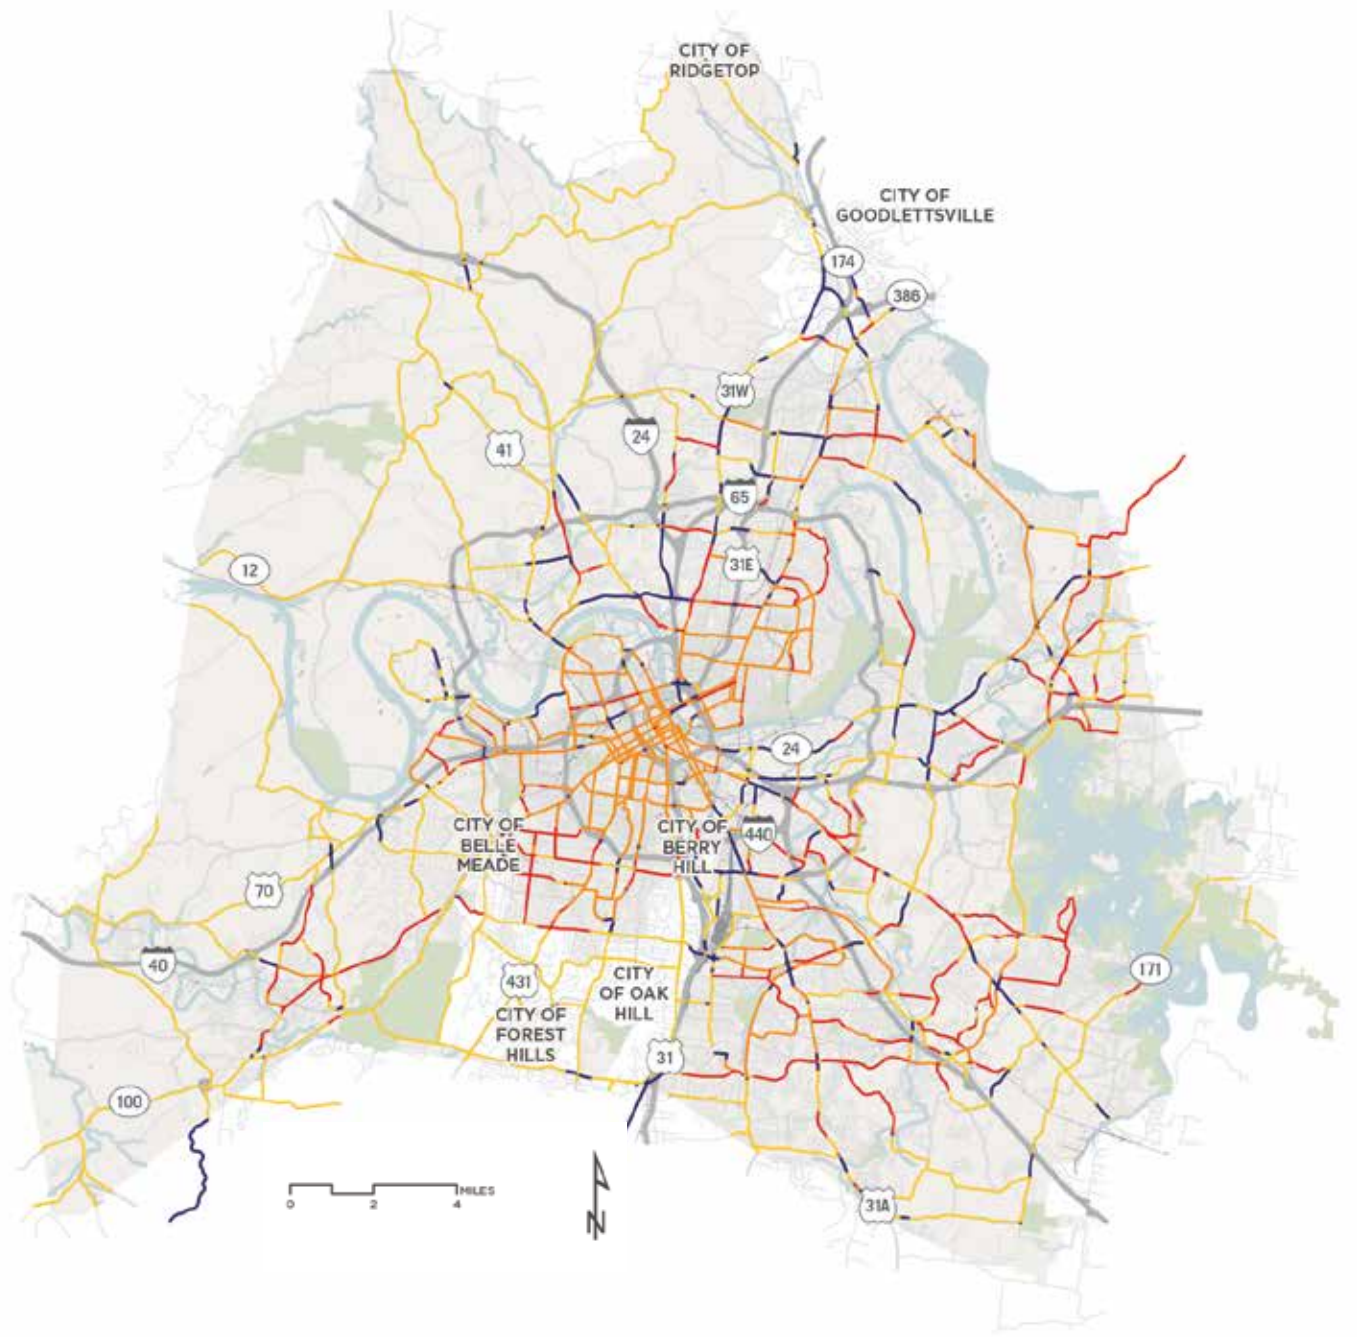 CITY OF
RIDGETOP
CITY OF
GOODLETTSVILLE
174
386
31W
41
24
65
31E
12
24
CITY OF
BELLE
MEADE
CITY OF
BERRY
HILL
440
70
40
431
CITY OF
FOREST
HILLS
CITY
OF OAK
HILL
171
31
100
MILES
0
2
4
N
31A